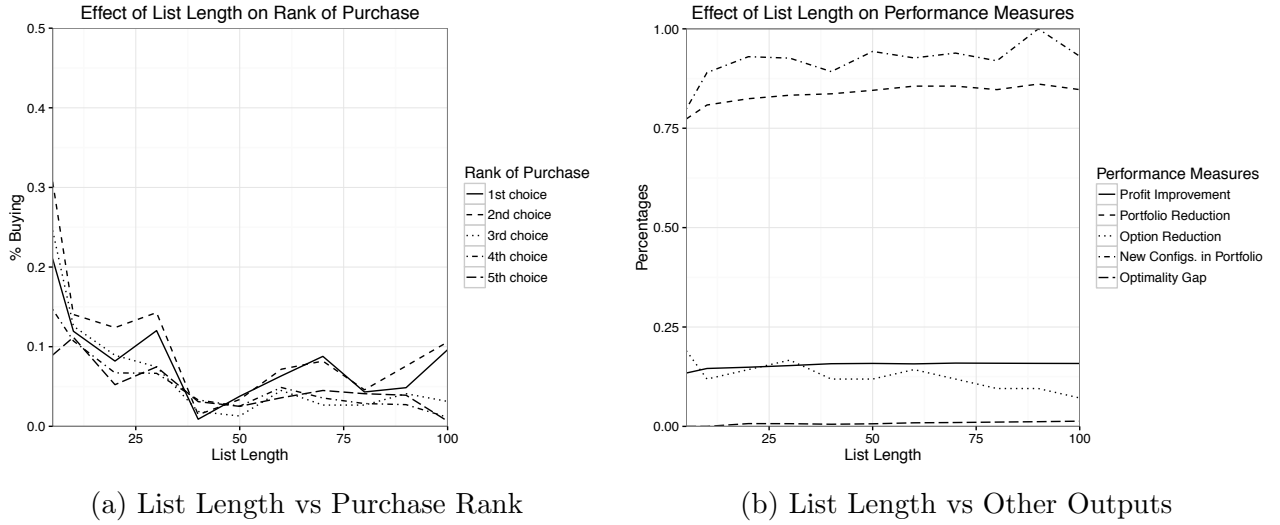 Effect of List Length on Rank of Purchase
0.5
0.4
0.3
0.2
0.1
0.0
% Buying
25
50
75
100
List Length
Rank of Purchase
1st choice
2nd choice
3rd choice
4th choice
5th choice
(a) List Length vs Purchase Rank
Effect of List Length on Performance Measures
1.00
0.75
0.50
0.25
0.00
Percentages
25
50
75
100
List Length
Performance Measures
Profit Improvement
Portfolio Reduction
Option Reduction
New Configs. in Portfolio
Optimality Gap
(b) List Length vs Other Outputs